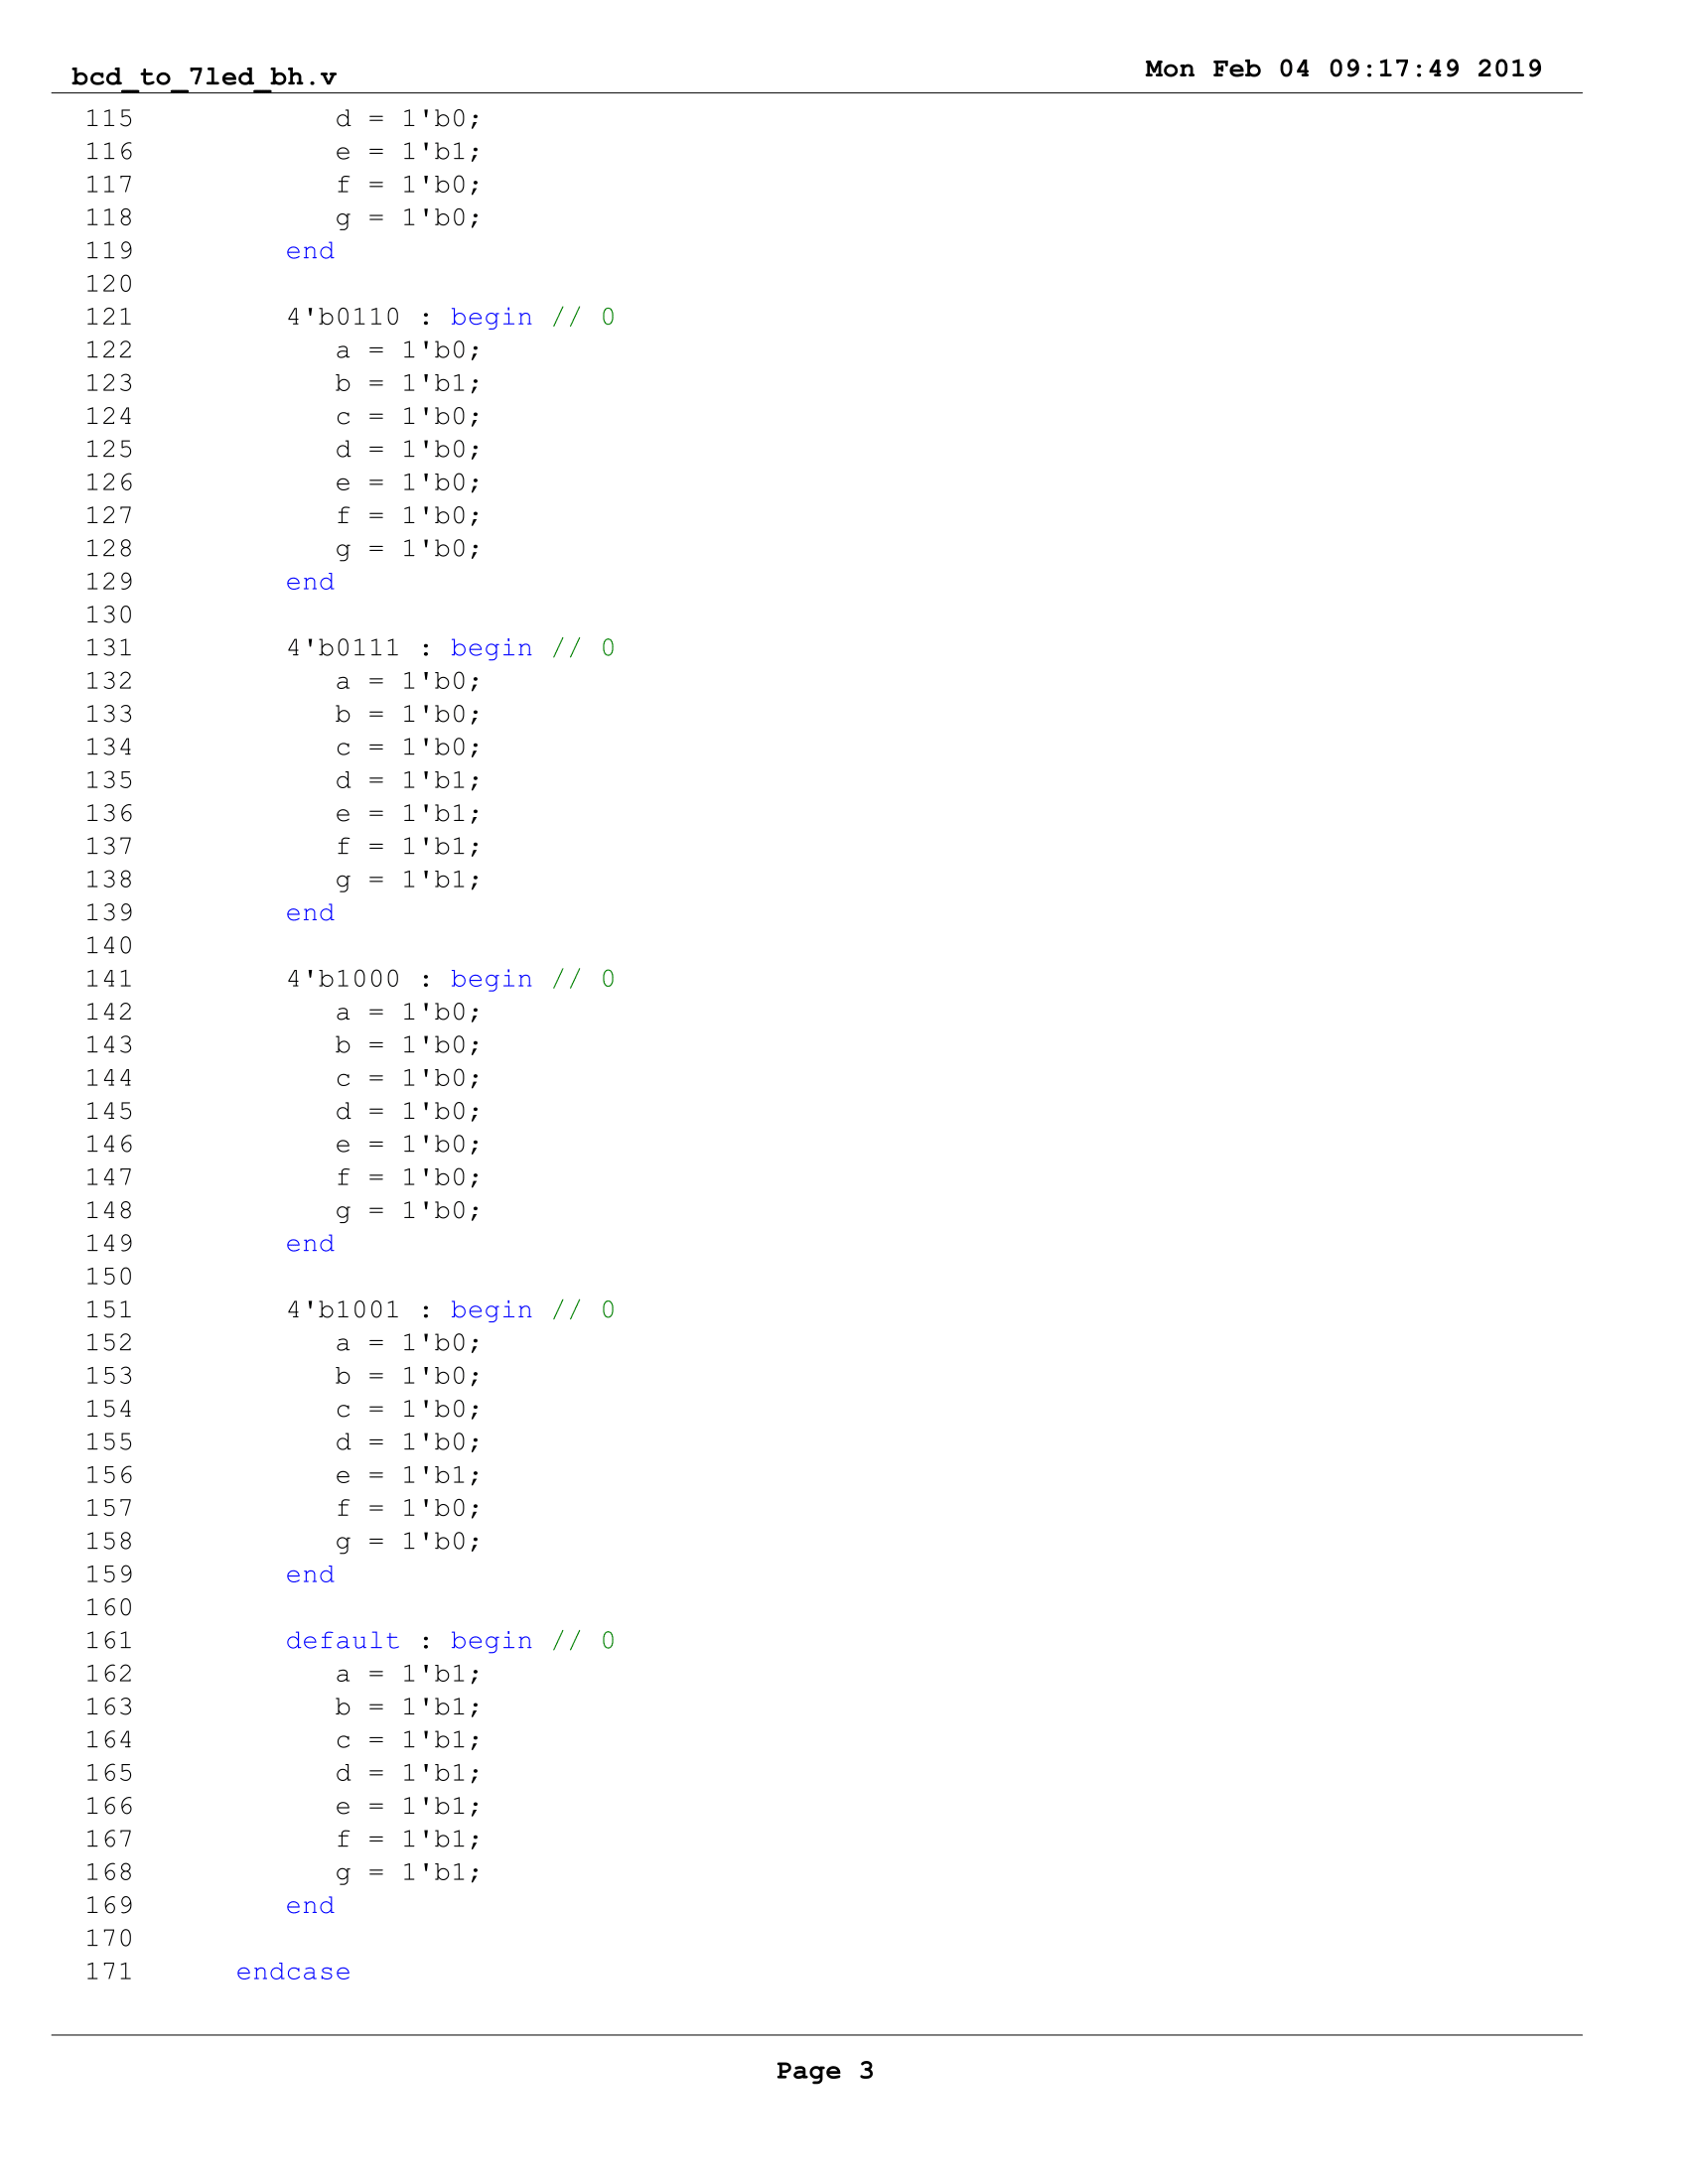 bcd_to_7led_bh.v Mon Feb 04 09:17:49 2019
115 d = 1'b0;
116 e = 1'b1;
117 f = 1'b0;
118 g = 1'b0;
119 end
120
121 4'b0110 : begin // 0
122 a = 1'b0;
123 b = 1'b1;
124 c = 1'b0;
125 d = 1'b0;
126 e = 1'b0;
127 f = 1'b0;
128 g = 1'b0;
129 end
130
131 4'b0111 : begin // 0
132 a = 1'b0;
133 b = 1'b0;
134 c = 1'b0;
135 d = 1'b1;
136 e = 1'b1;
137 f = 1'b1;
138 g = 1'b1;
139 end
140
141 4'b1000 : begin // 0
142 a = 1'b0;
143 b = 1'b0;
144 c = 1'b0;
145 d = 1'b0;
146 e = 1'b0;
147 f = 1'b0;
148 g = 1'b0;
149 end
150
151 4'b1001 : begin // 0
152 a = 1'b0;
153 b = 1'b0;
154 c = 1'b0;
155 d = 1'b0;
156 e = 1'b1;
157 f = 1'b0;
158 g = 1'b0;
159 end
160
161 default : begin // 0
162 a = 1'b1;
163 b = 1'b1;
164 c = 1'b1;
165 d = 1'b1;
166 e = 1'b1;
167 f = 1'b1;
168 g = 1'b1;
169 end
170
171 endcase
Page 3